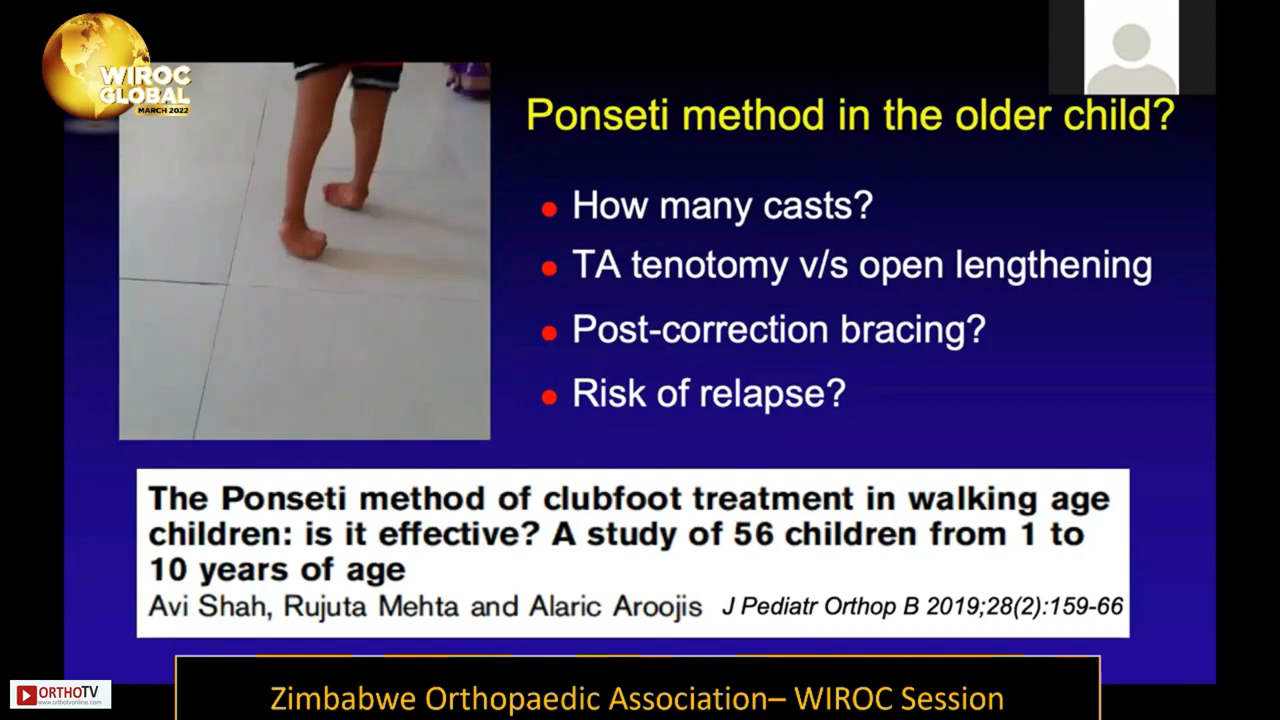 WIROC
GLOBAL
MARCH 2022
Ponseti method in the older child?
How many casts?
TA tenotomy v/s open lengthening
Post-correction bracing?
Risk of relapse?
The Ponseti method of clubfoot treatment in walking age
children: is it effective? A study of 56 children from 1 to
10 years of age
Avi Shah, Rujuta Mehta and Alaric Aroojis J Pediatr Orthop B 2019;28(2):159-66
ORTHOTV
www.orthotvonline.com
Zimbabwe Orthopaedic Association– WIROC Session